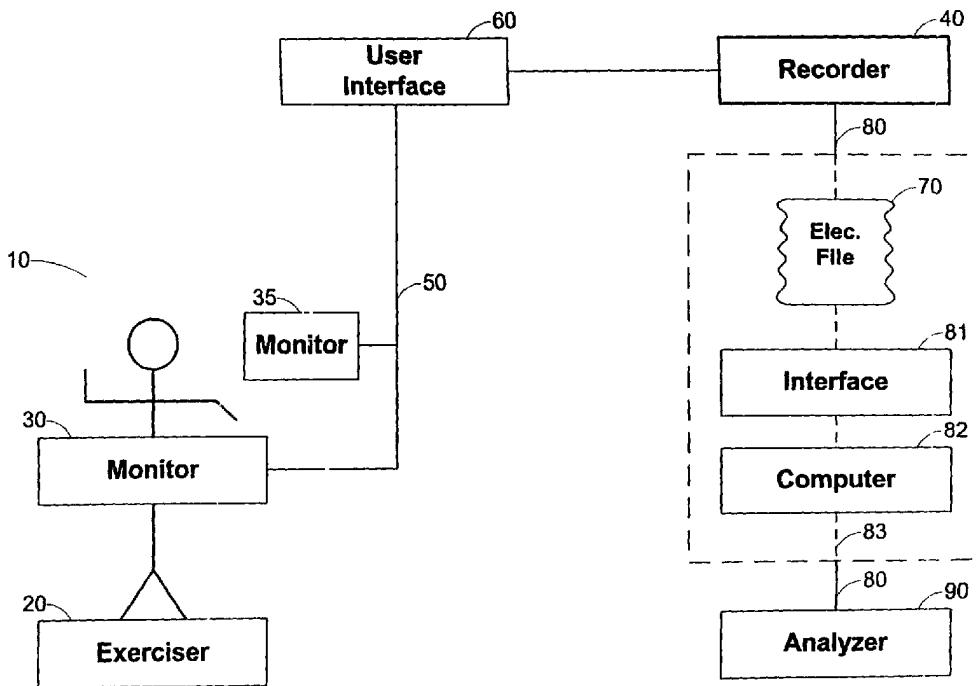 60
User
Interface
40
Recorder
80
70
Elec.
File
10
50
35
Monitor
81
Interface
30
Monitor
82
Computer
83
20
Exerciser
80
90
Analyzer